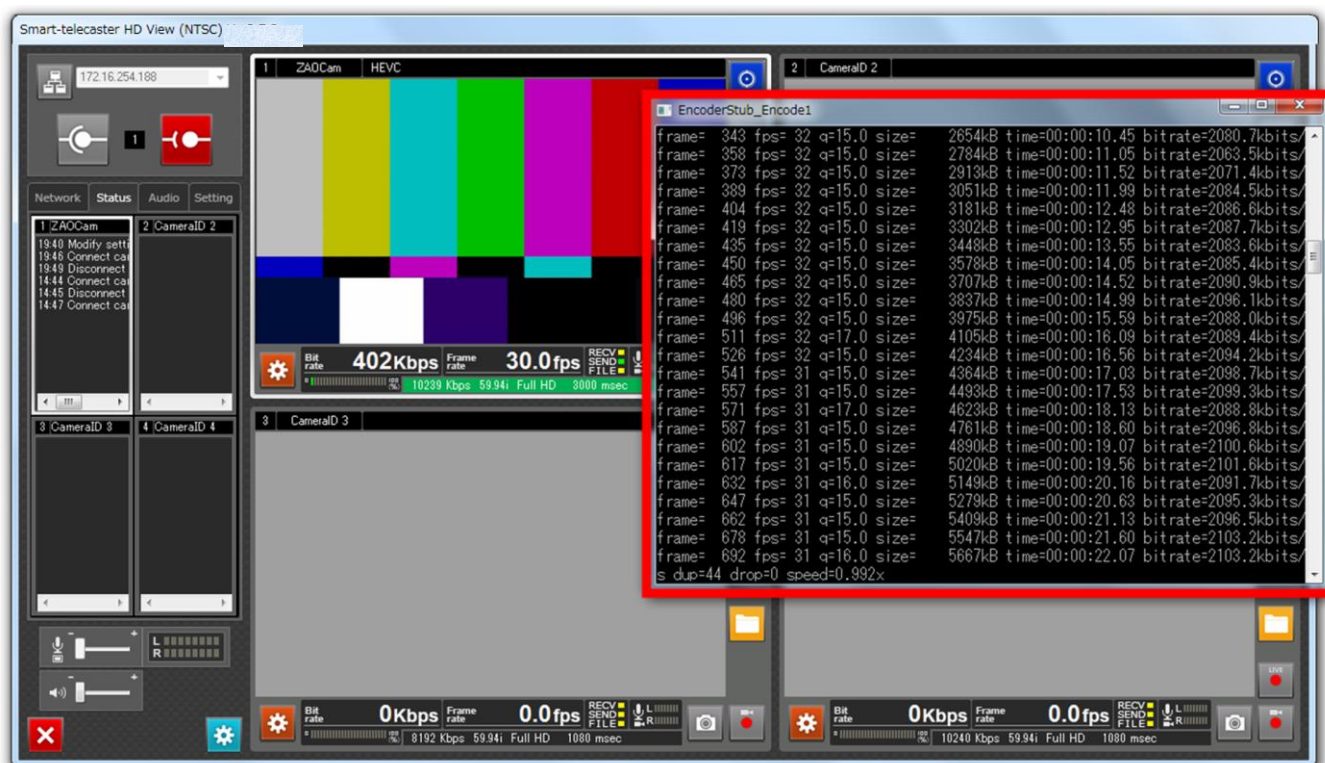 Smart-telecaster HD View (NTSC)
172.16.254.188
1
Network Status Audio Setting
1 ZAOCam
19:40 Modify setti
19:46 Connect ca
19:49 Disconnect
14:44 Connect ca
14:45 Disconnect
14:47 Connect ca
2 CameraID 2
3 CameraID 3
4 CameraID 4
- +
L
R
- +
1 ZAOCam HEVC
Bit rate 402Kbps Frame rate 30.0fps RECV SEND FILE
0 100 (%) 10239 Kbps 59.94i Full HD 3000 msec
2 CameraID 2
EncoderStub_Encode1
frame= 343 fps= 32 q=15.0 size= 2654kB time=00:00:10.45 bitrate=2080.7kbits/
frame= 358 fps= 32 q=15.0 size= 2784kB time=00:00:11.05 bitrate=2063.5kbits/
frame= 373 fps= 32 q=15.0 size= 2913kB time=00:00:11.52 bitrate=2071.4kbits/
frame= 389 fps= 32 q=15.0 size= 3051kB time=00:00:11.99 bitrate=2084.5kbits/
frame= 404 fps= 32 q=15.0 size= 3181kB time=00:00:12.48 bitrate=2086.6kbits/
frame= 419 fps= 32 q=15.0 size= 3302kB time=00:00:12.95 bitrate=2087.7kbits/
frame= 435 fps= 32 q=15.0 size= 3448kB time=00:00:13.55 bitrate=2083.6kbits/
frame= 450 fps= 32 q=15.0 size= 3578kB time=00:00:14.05 bitrate=2085.4kbits/
frame= 465 fps= 32 q=15.0 size= 3707kB time=00:00:14.52 bitrate=2090.9kbits/
frame= 480 fps= 32 q=15.0 size= 3837kB time=00:00:14.99 bitrate=2096.1kbits/
frame= 496 fps= 32 q=15.0 size= 3975kB time=00:00:15.59 bitrate=2088.0kbits/
frame= 511 fps= 32 q=17.0 size= 4105kB time=00:00:16.09 bitrate=2089.4kbits/
frame= 526 fps= 32 q=15.0 size= 4234kB time=00:00:16.56 bitrate=2094.2kbits/
frame= 541 fps= 31 q=15.0 size= 4364kB time=00:00:17.03 bitrate=2098.7kbits/
frame= 557 fps= 31 q=15.0 size= 4493kB time=00:00:17.53 bitrate=2099.3kbits/
frame= 571 fps= 31 q=17.0 size= 4623kB time=00:00:18.13 bitrate=2088.8kbits/
frame= 587 fps= 31 q=15.0 size= 4761kB time=00:00:18.60 bitrate=2096.8kbits/
frame= 602 fps= 31 q=15.0 size= 4890kB time=00:00:19.07 bitrate=2100.6kbits/
frame= 617 fps= 31 q=15.0 size= 5020kB time=00:00:19.56 bitrate=2101.6kbits/
frame= 632 fps= 31 q=16.0 size= 5149kB time=00:00:20.16 bitrate=2091.7kbits/
frame= 647 fps= 31 q=15.0 size= 5279kB time=00:00:20.63 bitrate=2095.3kbits/
frame= 662 fps= 31 q=15.0 size= 5409kB time=00:00:21.13 bitrate=2096.5kbits/
frame= 678 fps= 31 q=15.0 size= 5547kB time=00:00:21.60 bitrate=2103.2kbits/
frame= 692 fps= 31 q=16.0 size= 5667kB time=00:00:22.07 bitrate=2103.2kbits/
s dup=44 drop=0 speed=0.992x
3 CameraID 3
Bit rate 0Kbps Frame rate 0.0fps RECV SEND FILE L R
0 100 (%) 8192 Kbps 59.94i Full HD 1080 msec
LIVE
Bit rate 0Kbps Frame rate 0.0fps RECV SEND FILE L R
0 100 (%) 10240 Kbps 59.94i Full HD 1080 msec